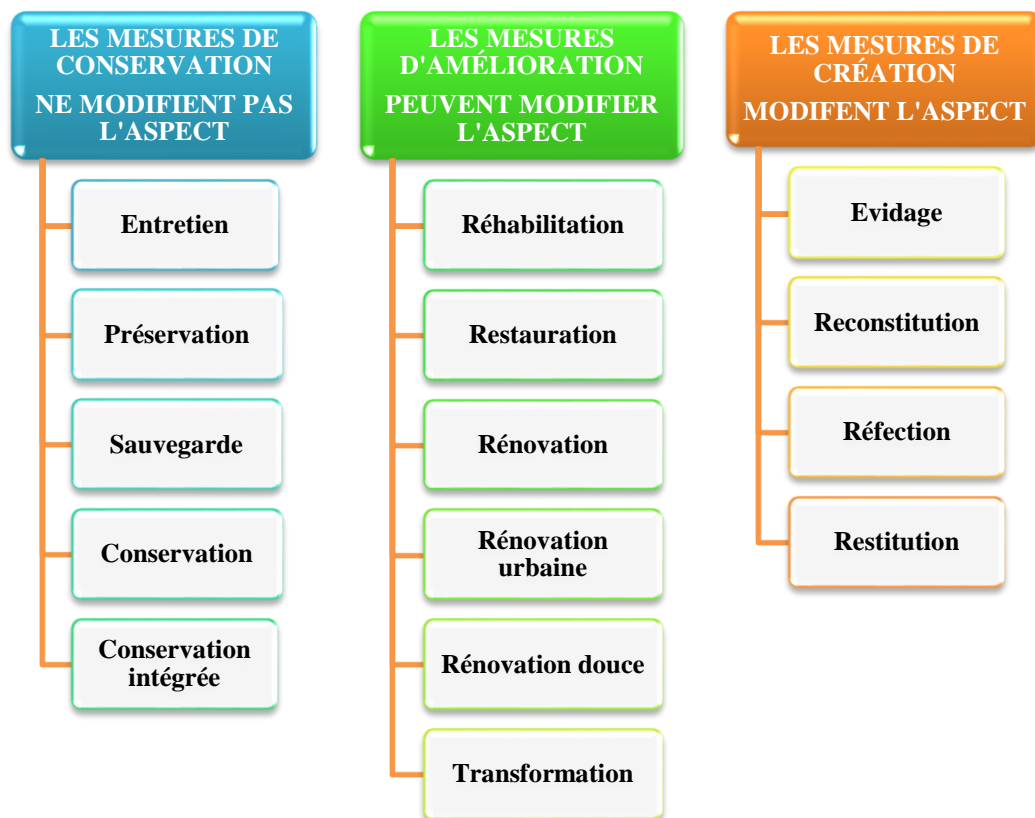 LES MESURES DE
CONSERVATION
NE MODIFIENT PAS
L'ASPECT
Entretien
Préservation
Sauvegarde
Conservation
Conservation
intégrée
LES MESURES
D'AMÉLIORATION
PEUVENT MODIFIER
L'ASPECT
Réhabilitation
Restauration
Rénovation
Rénovation
urbaine
Rénovation douce
Transformation
LES MESURES DE
CRÉATION
MODIFENT L'ASPECT
Evidage
Reconstitution
Réfection
Restitution